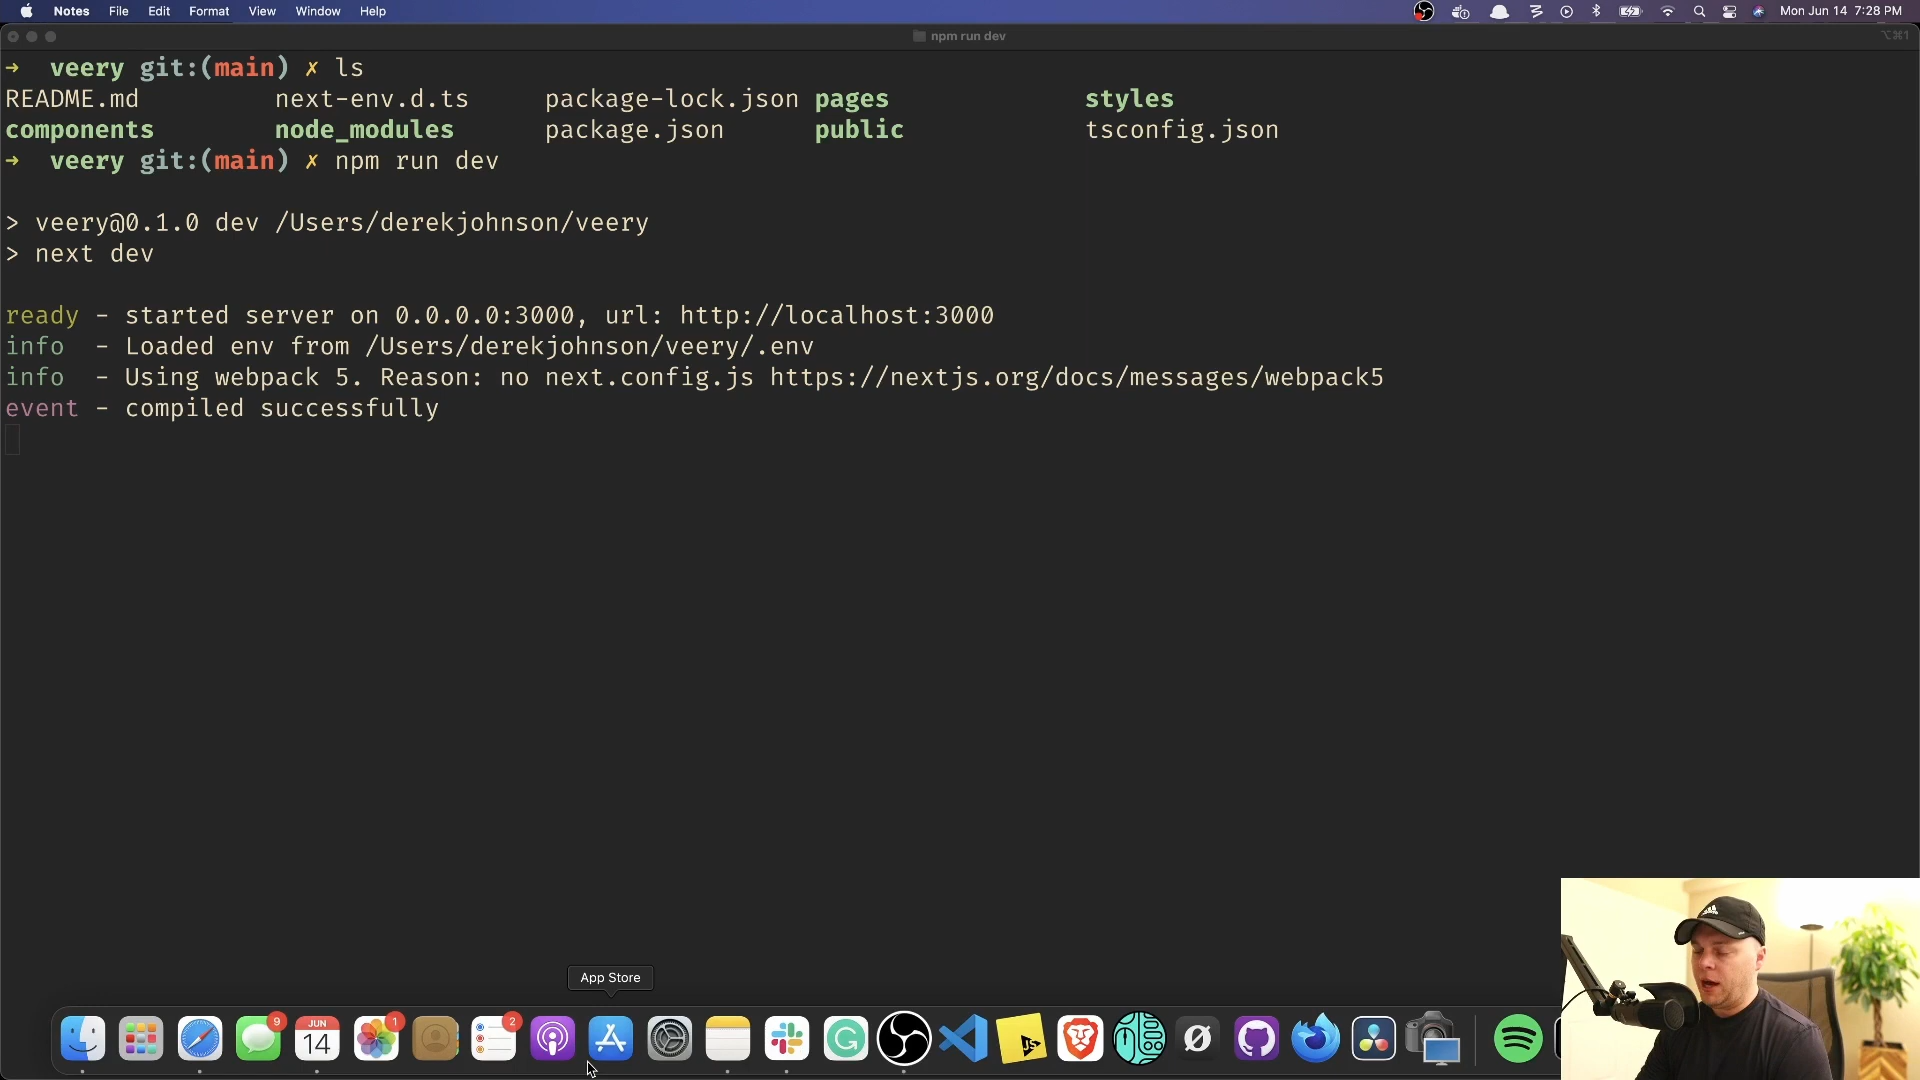 Notes File Edit Format View Window Help Mon Jun 14 7:28 PM
npm run dev ⌥⌘1
➜ veery git:(main) ✗ ls
README.md next-env.d.ts package-lock.json pages styles
components node_modules package.json public tsconfig.json
➜ veery git:(main) ✗ npm run dev
> veery@0.1.0 dev /Users/derekjohnson/veery
> next dev
ready - started server on 0.0.0.0:3000, url: http://localhost:3000
info - Loaded env from /Users/derekjohnson/veery/.env
info - Using webpack 5. Reason: no next.config.js https://nextjs.org/docs/messages/webpack5
event - compiled successfully
App Store
9 JUN 14 1 2 JS